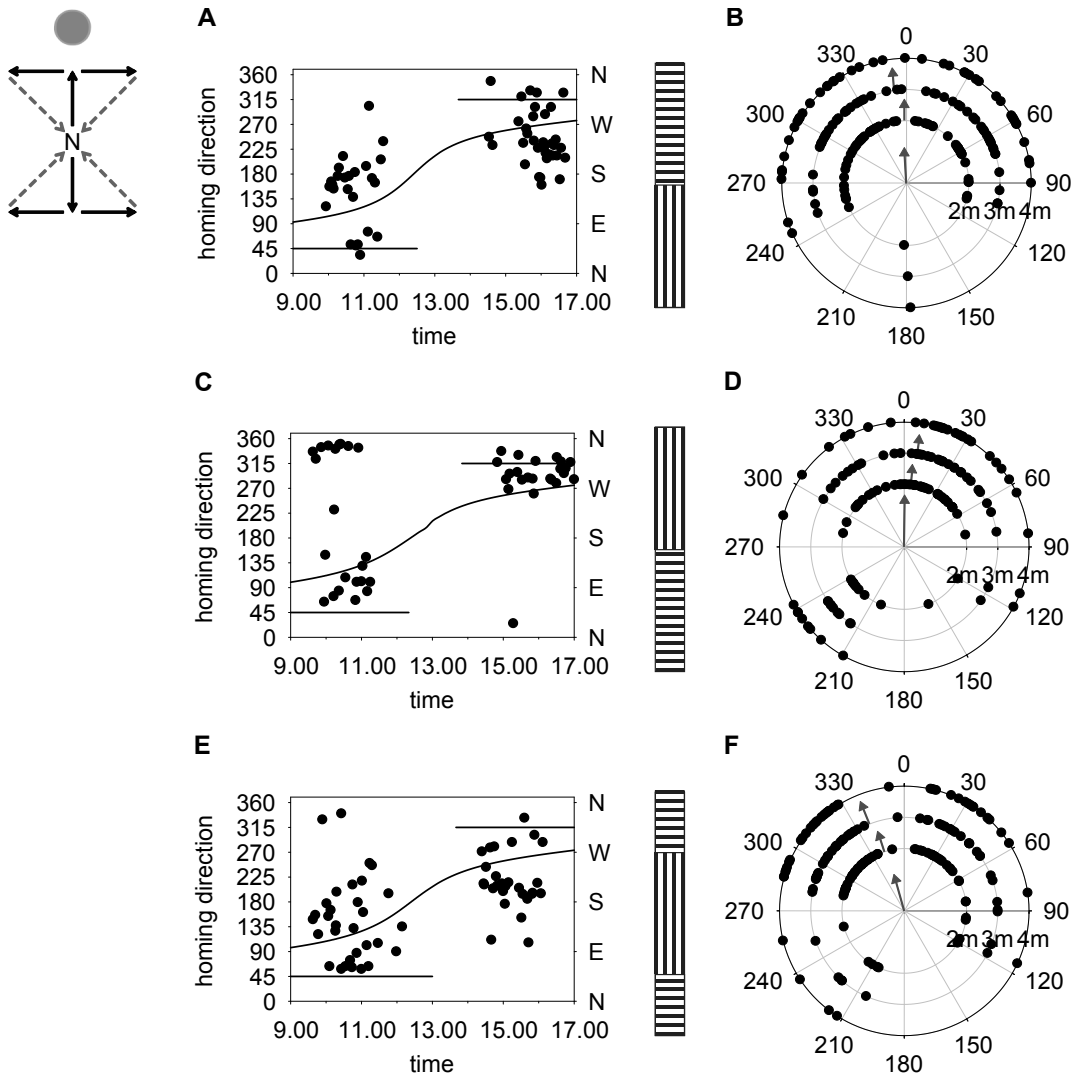 A
B
N
homing direction
360
315
270
225
180
135
90
45
0
N
W
S
E
N
9.00 11.00 13.00 15.00 17.00
time
0
30
60
90
120
150
180
210
240
270
300
330
2m 3m 4m
C
D
homing direction
360
315
270
225
180
135
90
45
0
N
W
S
E
N
9.00 11.00 13.00 15.00 17.00
time
0
30
60
90
120
150
180
210
240
270
300
330
2m 3m 4m
E
F
homing direction
360
315
270
225
180
135
90
45
0
N
W
S
E
N
9.00 11.00 13.00 15.00 17.00
time
0
30
60
90
120
150
180
210
240
270
300
330
2m 3m 4m